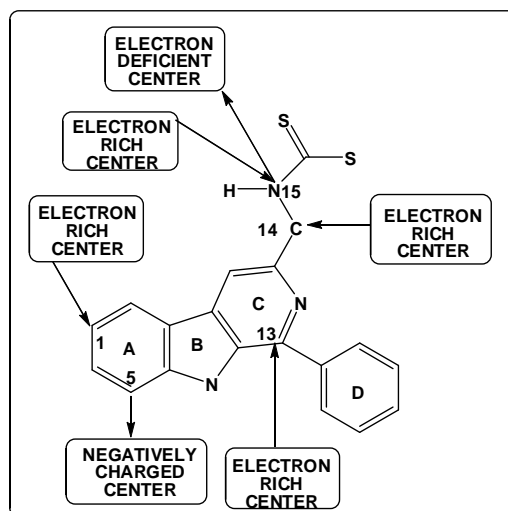 ELECTRON
DEFICIENT
CENTER
ELECTRON
RICH
CENTER
S
S
H N 15
ELECTRON
RICH
CENTER
14 C
ELECTRON
RICH
CENTER
C N
1 A B 13
5
N D
NEGATIVELY
CHARGED
CENTER
ELECTRON
RICH
CENTER